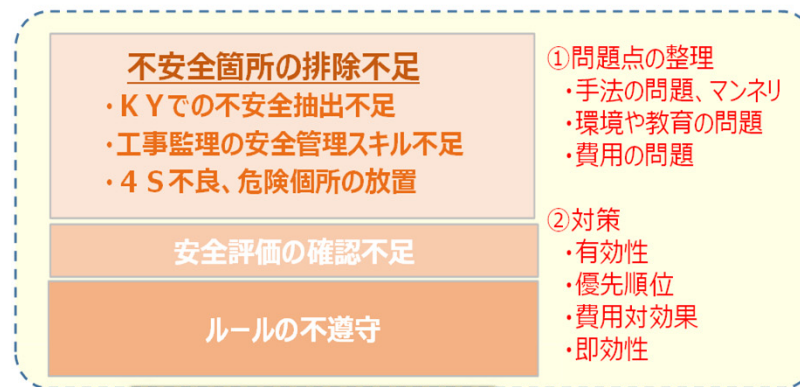 不安全箇所の排除不足
・KYでの不安全抽出不足
・工事監理の安全管理スキル不足
・4S不良、危険個所の放置
安全評価の確認不足
ルールの不遵守
①問題点の整理
・手法の問題、マンネリ
・環境や教育の問題
・費用の問題
②対策
・有効性
・優先順位
・費用対効果
・即効性